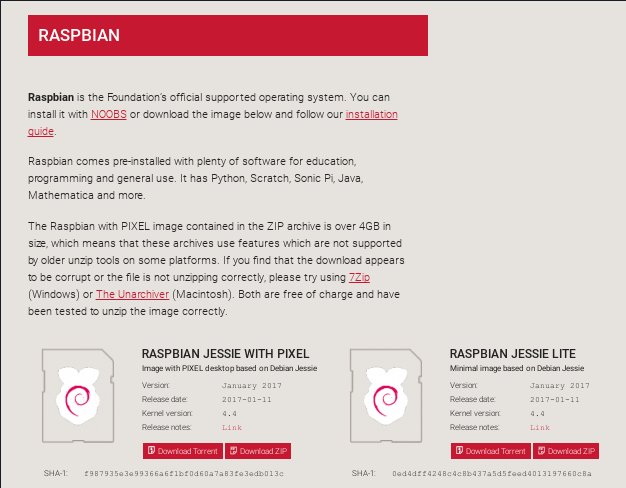 RASPBIAN
Raspbian is the Foundation's official supported operating system. You can
install it with NOOBS or download the image below and follow our installation
guide.
Raspbian comes pre-installed with plenty of software for education,
programming and general use. It has Python, Scratch, Sonic Pi, Java,
Mathematica and more.
The Raspbian with PIXEL image contained in the ZIP archive is over 4GB in
size, which means that these archives use features which are not supported
by older unzip tools on some platforms. If you find that the download appears
to be corrupt or the file is not unzipping correctly, please try using 7Zip
(Windows) or The Unarchiver (Macintosh). Both are free of charge and have
been tested to unzip the image correctly.
RASPBIAN JESSIE WITH PIXEL
Image with PIXEL desktop based on Debian Jessie
Version: January 2017
Release date: 2017-01-11
Kernel version: 4.4
Release notes: Link
Download Torrent Download ZIP
SHA-1: f987935e3e99366a6f1bf0d60a7a83fe3edb013c
RASPBIAN JESSIE LITE
Minimal image based on Debian Jessie
Version: January 2017
Release date: 2017-01-11
Kernel version: 4.4
Release notes: Link
Download Torrent Download ZIP
SHA-1: 0ed4dff4248c4c8b437a5d5feed4013197660c8a